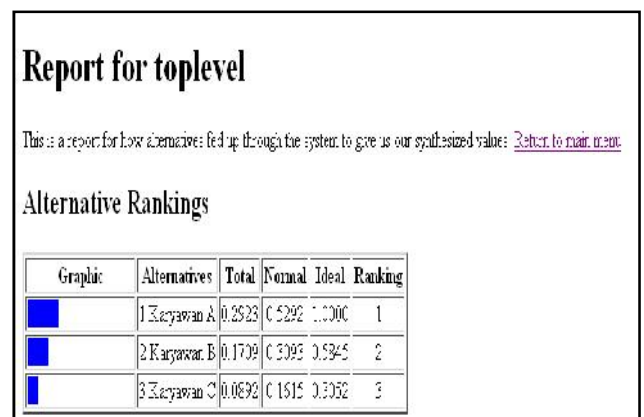 Report for toplevel
This is a report for how alternatives fed up through the system to give us our synthesized values. Return to main menu
Alternative Rankings
Graphic Alternatives Total Normal Ideal Ranking
1 Karyawan A 0.2923 0.5292 1.0000 1
2 Karyawan B 0.1709 0.3093 0.5845 2
3 Karyawan C 0.0892 0.1615 0.3052 3